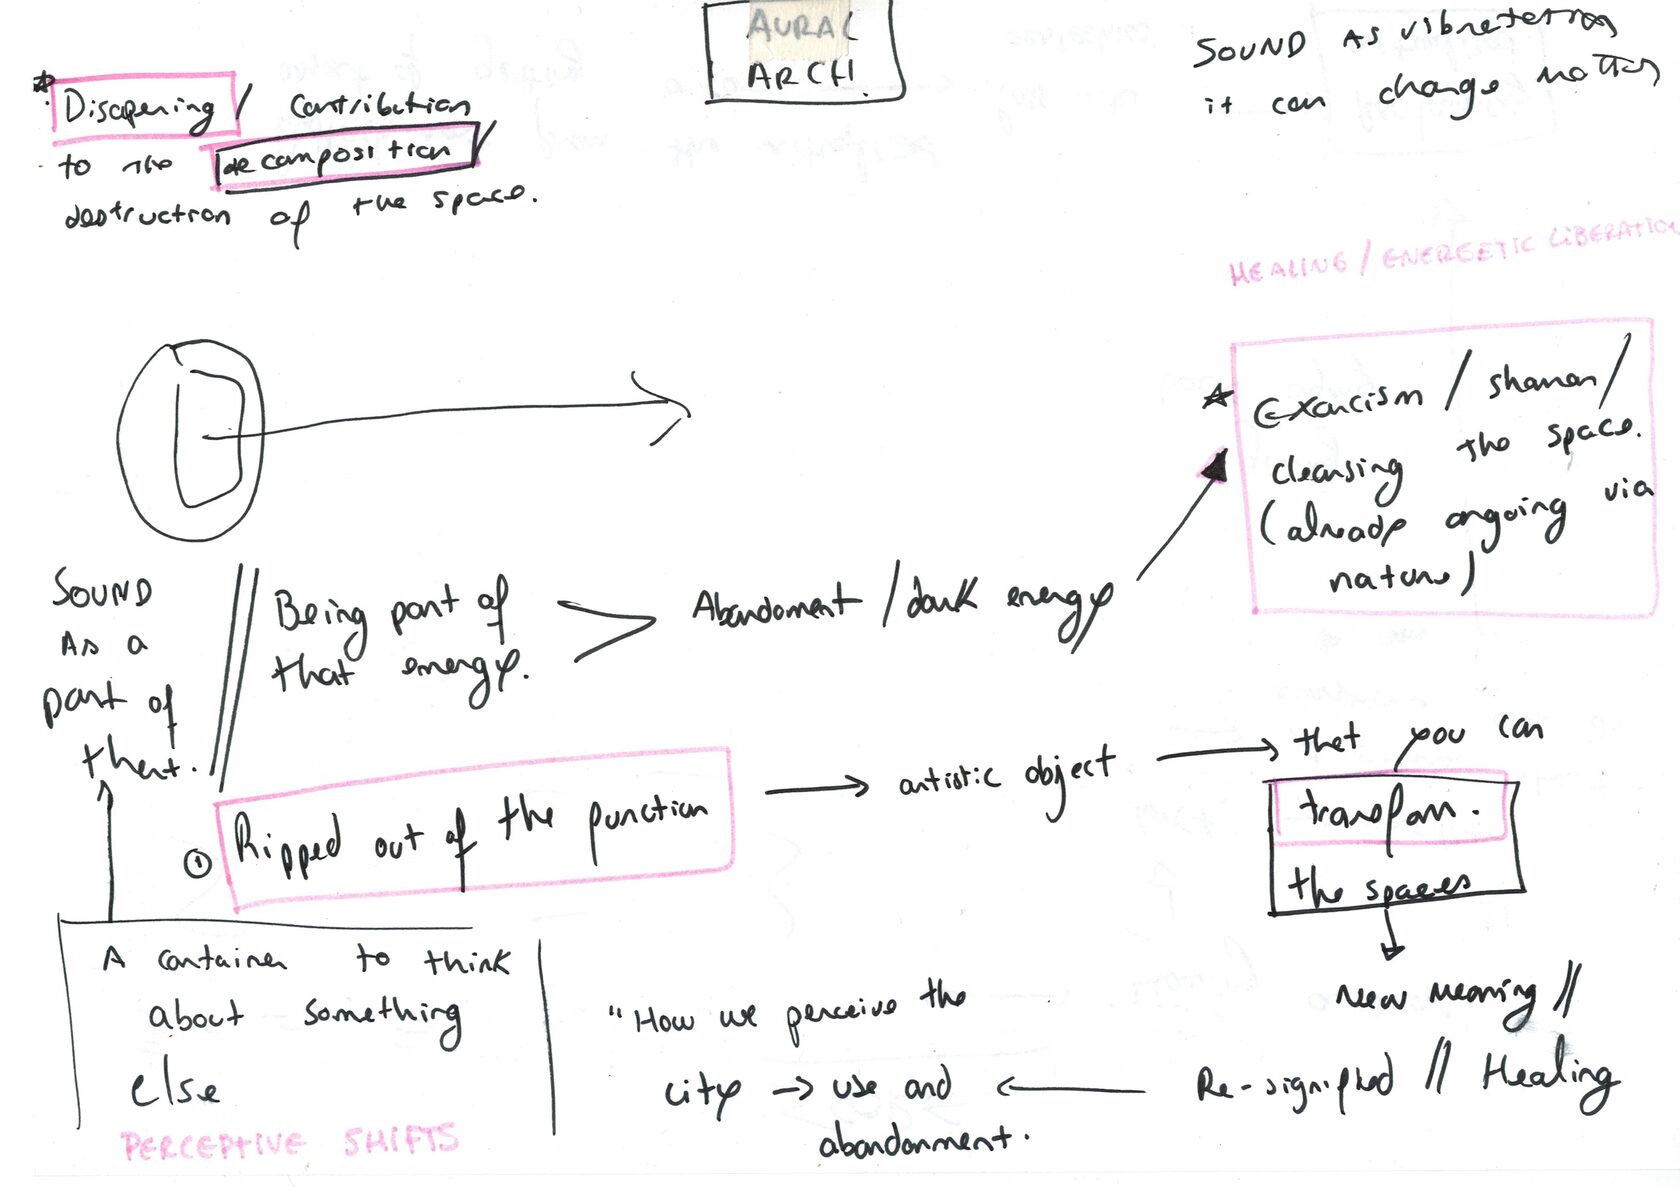 AURAL
ARCH.
SOUND AS vibretation
it can change matter
Disapening / contribution
to the decomposition /
destruction of the space.
HEALING / ENERGETIC LIBERATION
Exorcism / shaman /
cleansing the space.
(already ongoing via
nature)
SOUND
AS a
part of
that.
Being part of
that energy.
Abandoment / dark energy
① Ripped out of the function
artistic object
that you can
transform.
the spaces
New meaning //
Re-signified // Healing
"How we perceive the
city → use and
abandonment.
A container to think
about something
else
PERCEPTIVE SHIFTS